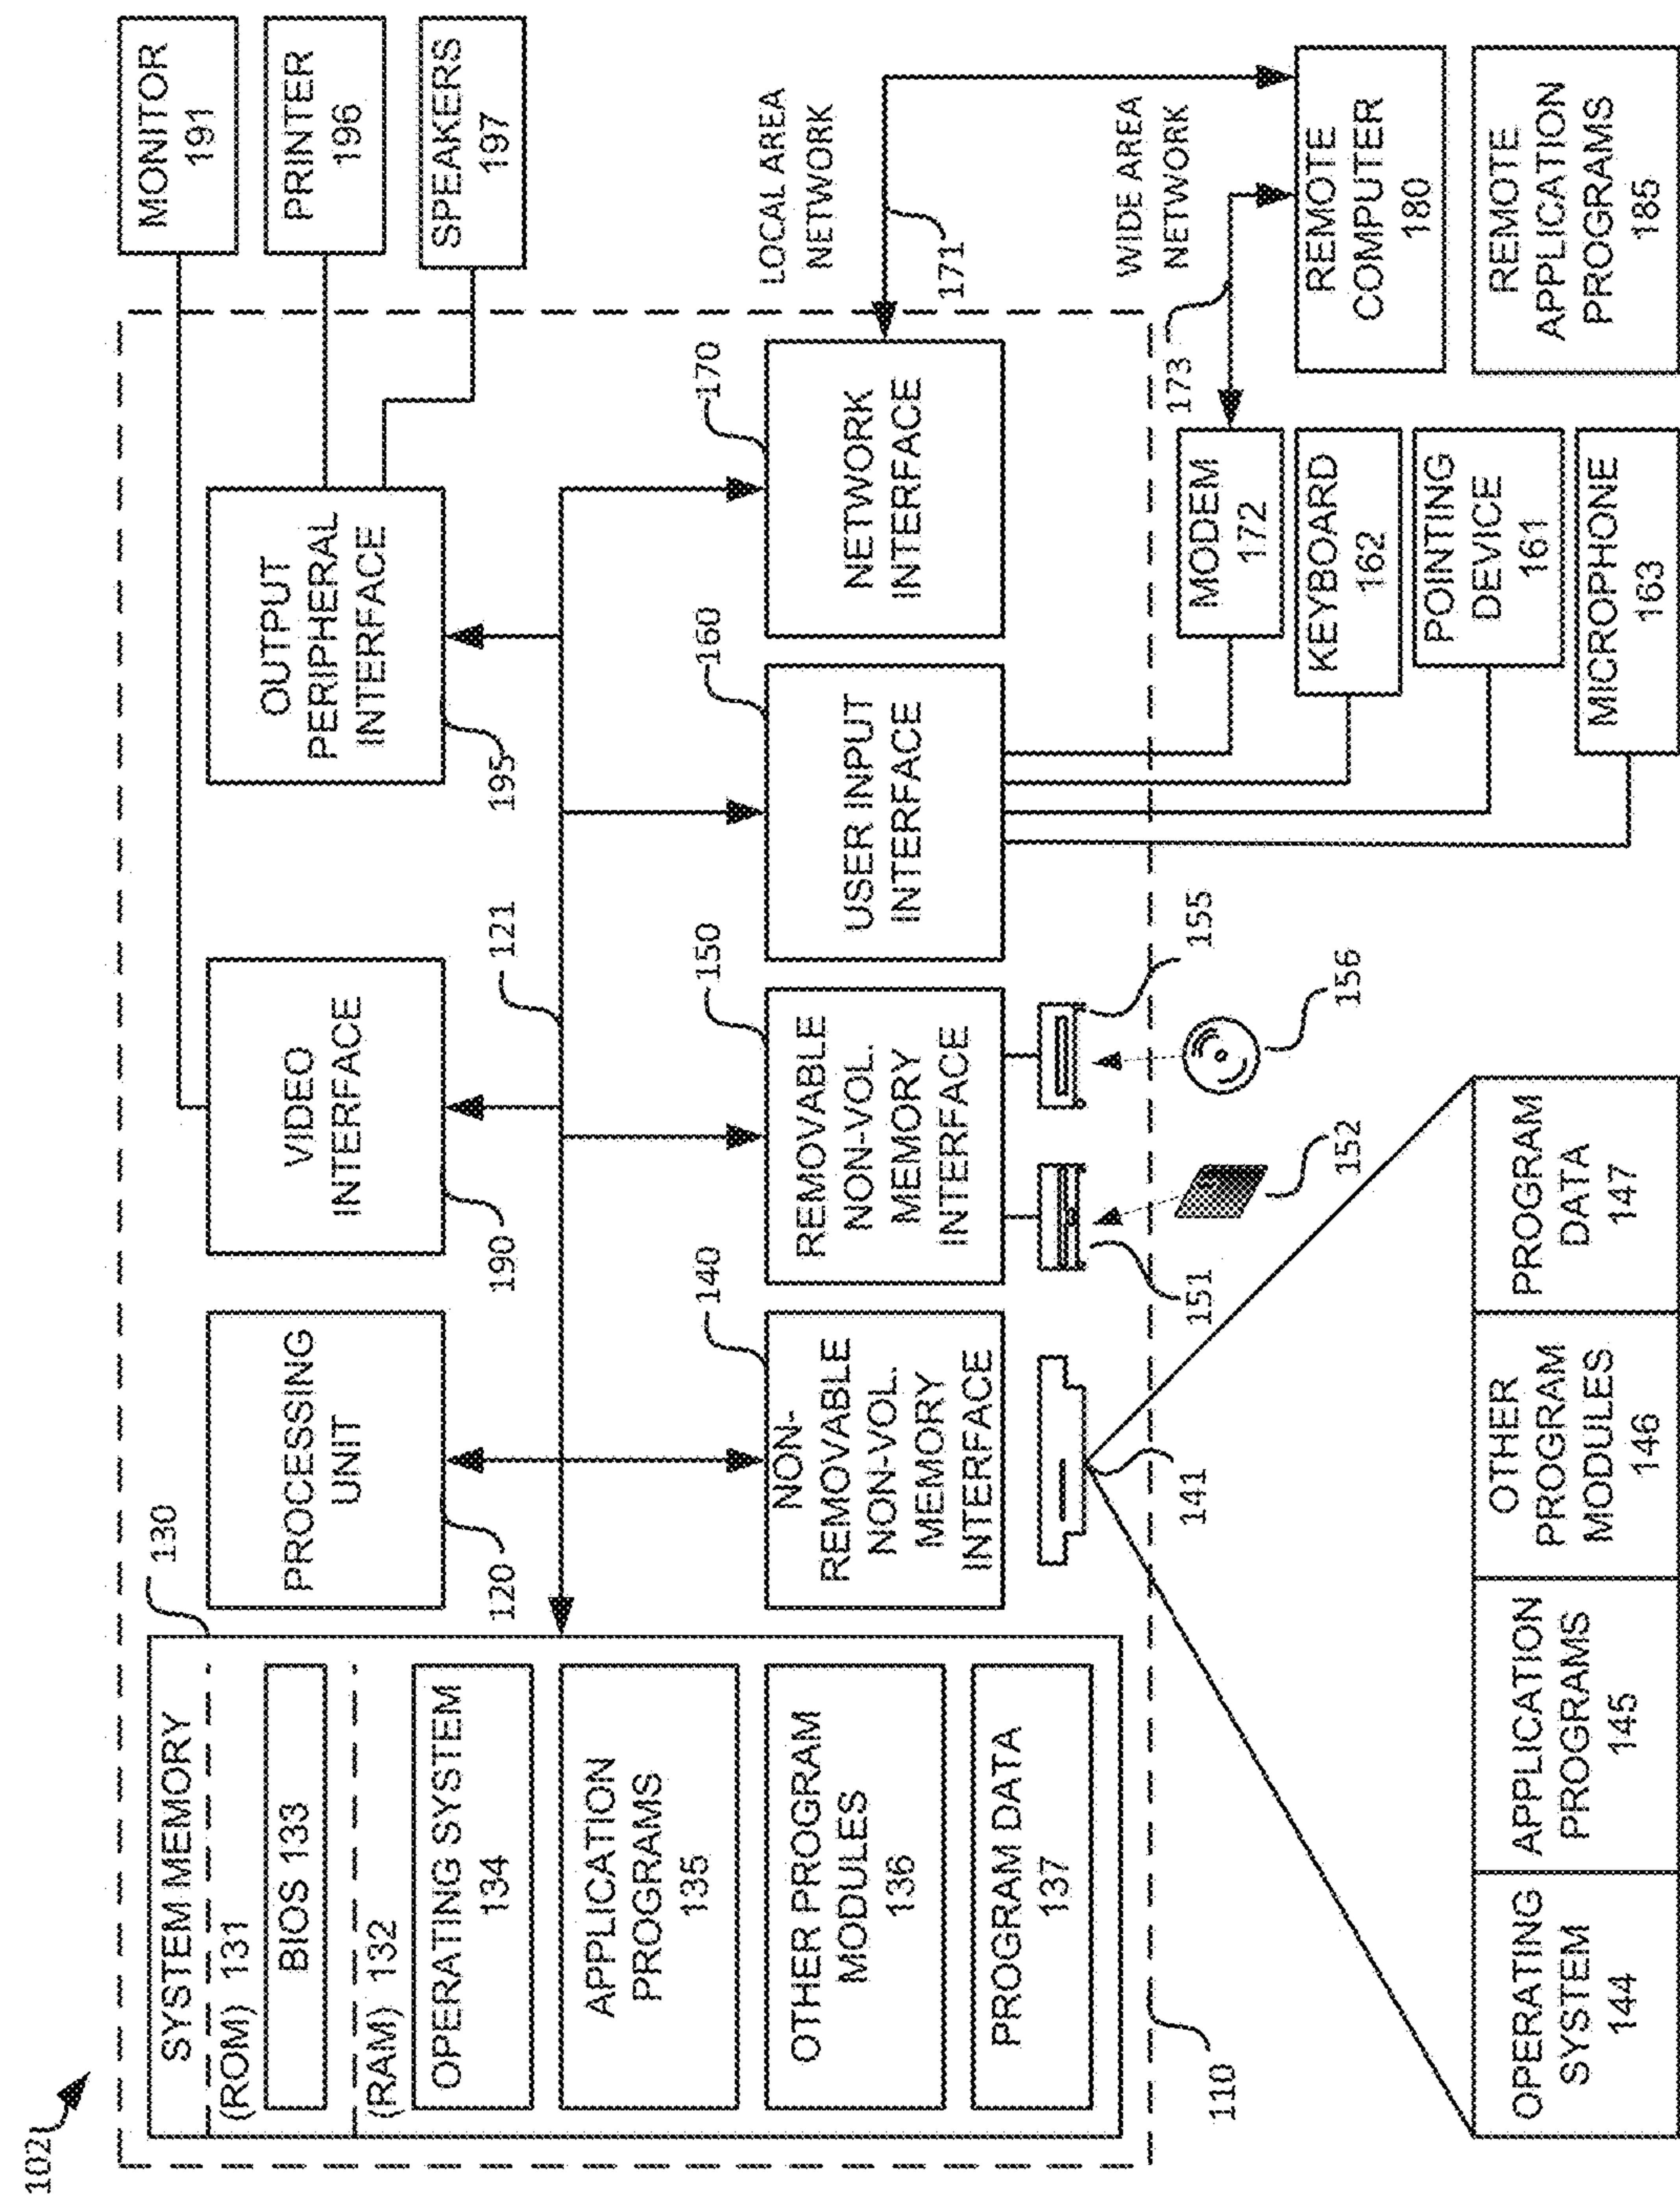 102
SYSTEM MEMORY
(ROM) 131
BIOS 133
(RAM) 132
OPERATING SYSTEM
134
APPLICATION
PROGRAMS
135
OTHER PROGRAM
MODULES
136
PROGRAM DATA
137
130
PROCESSING
UNIT
120
VIDEO
INTERFACE
190
121
OUTPUT
PERIPHERAL
INTERFACE
195
MONITOR
191
PRINTER
196
SPEAKERS
197
140
NON-
REMOVABLE
NON-VOL.
MEMORY
INTERFACE
150
REMOVABLE
NON-VOL.
MEMORY
INTERFACE
160
USER INPUT
INTERFACE
170
NETWORK
INTERFACE
LOCAL AREA
NETWORK
171
WIDE AREA
NETWORK
173
141
151
152
155
156
110
MODEM
172
KEYBOARD
162
POINTING
DEVICE
161
MICROPHONE
163
REMOTE
COMPUTER
180
REMOTE
APPLICATION
PROGRAMS
185
OPERATING
SYSTEM
144
APPLICATION
PROGRAMS
145
OTHER
PROGRAM
MODULES
146
PROGRAM
DATA
147